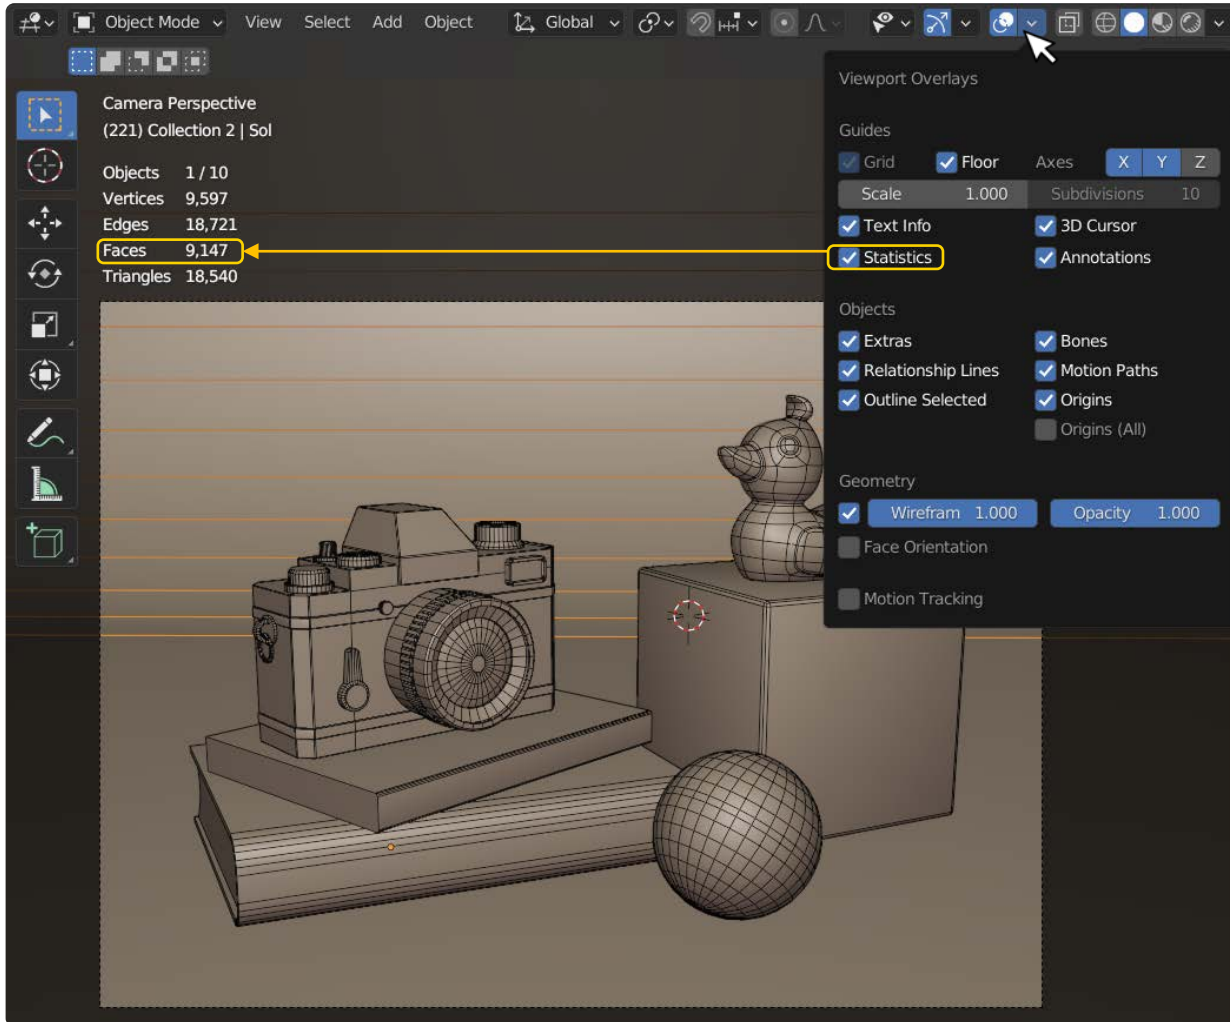 Object Mode View Select Add Object Global
Camera Perspective
(221) Collection 2 | Sol
Objects 1 / 10
Vertices 9,597
Edges 18,721
Faces 9,147
Triangles 18,540
Viewport Overlays
Guides
Grid Floor Axes X Y Z
Scale 1.000 Subdivisions 10
Text Info 3D Cursor
Statistics Annotations
Objects
Extras Bones
Relationship Lines Motion Paths
Outline Selected Origins
Origins (All)
Geometry
Wirefram 1.000 Opacity 1.000
Face Orientation
Motion Tracking